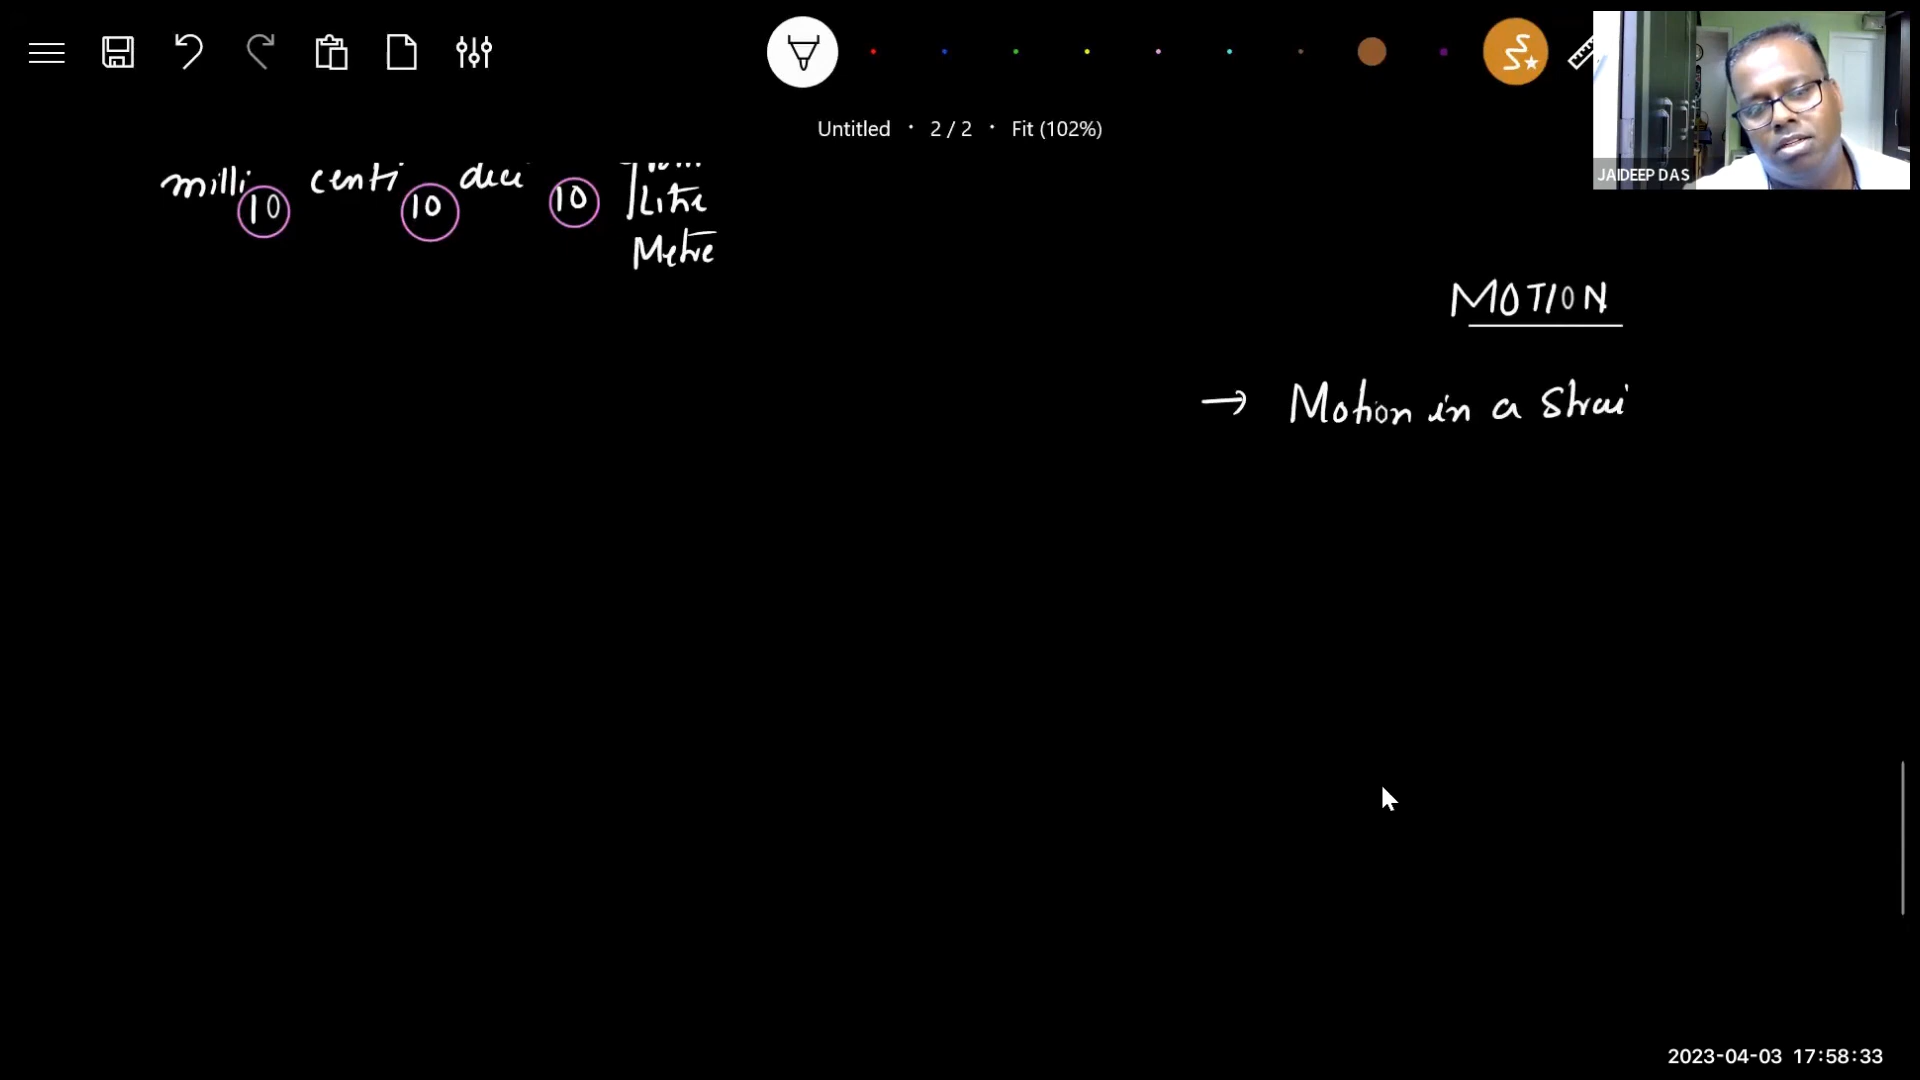 Untitled • 2 / 2 • Fit (102%)
JAIDEEP DAS
milli 10 centi 10 deci 10 Litre
Metre
MOTION
→ Motion in a Strai
2023-04-03 17:58:33